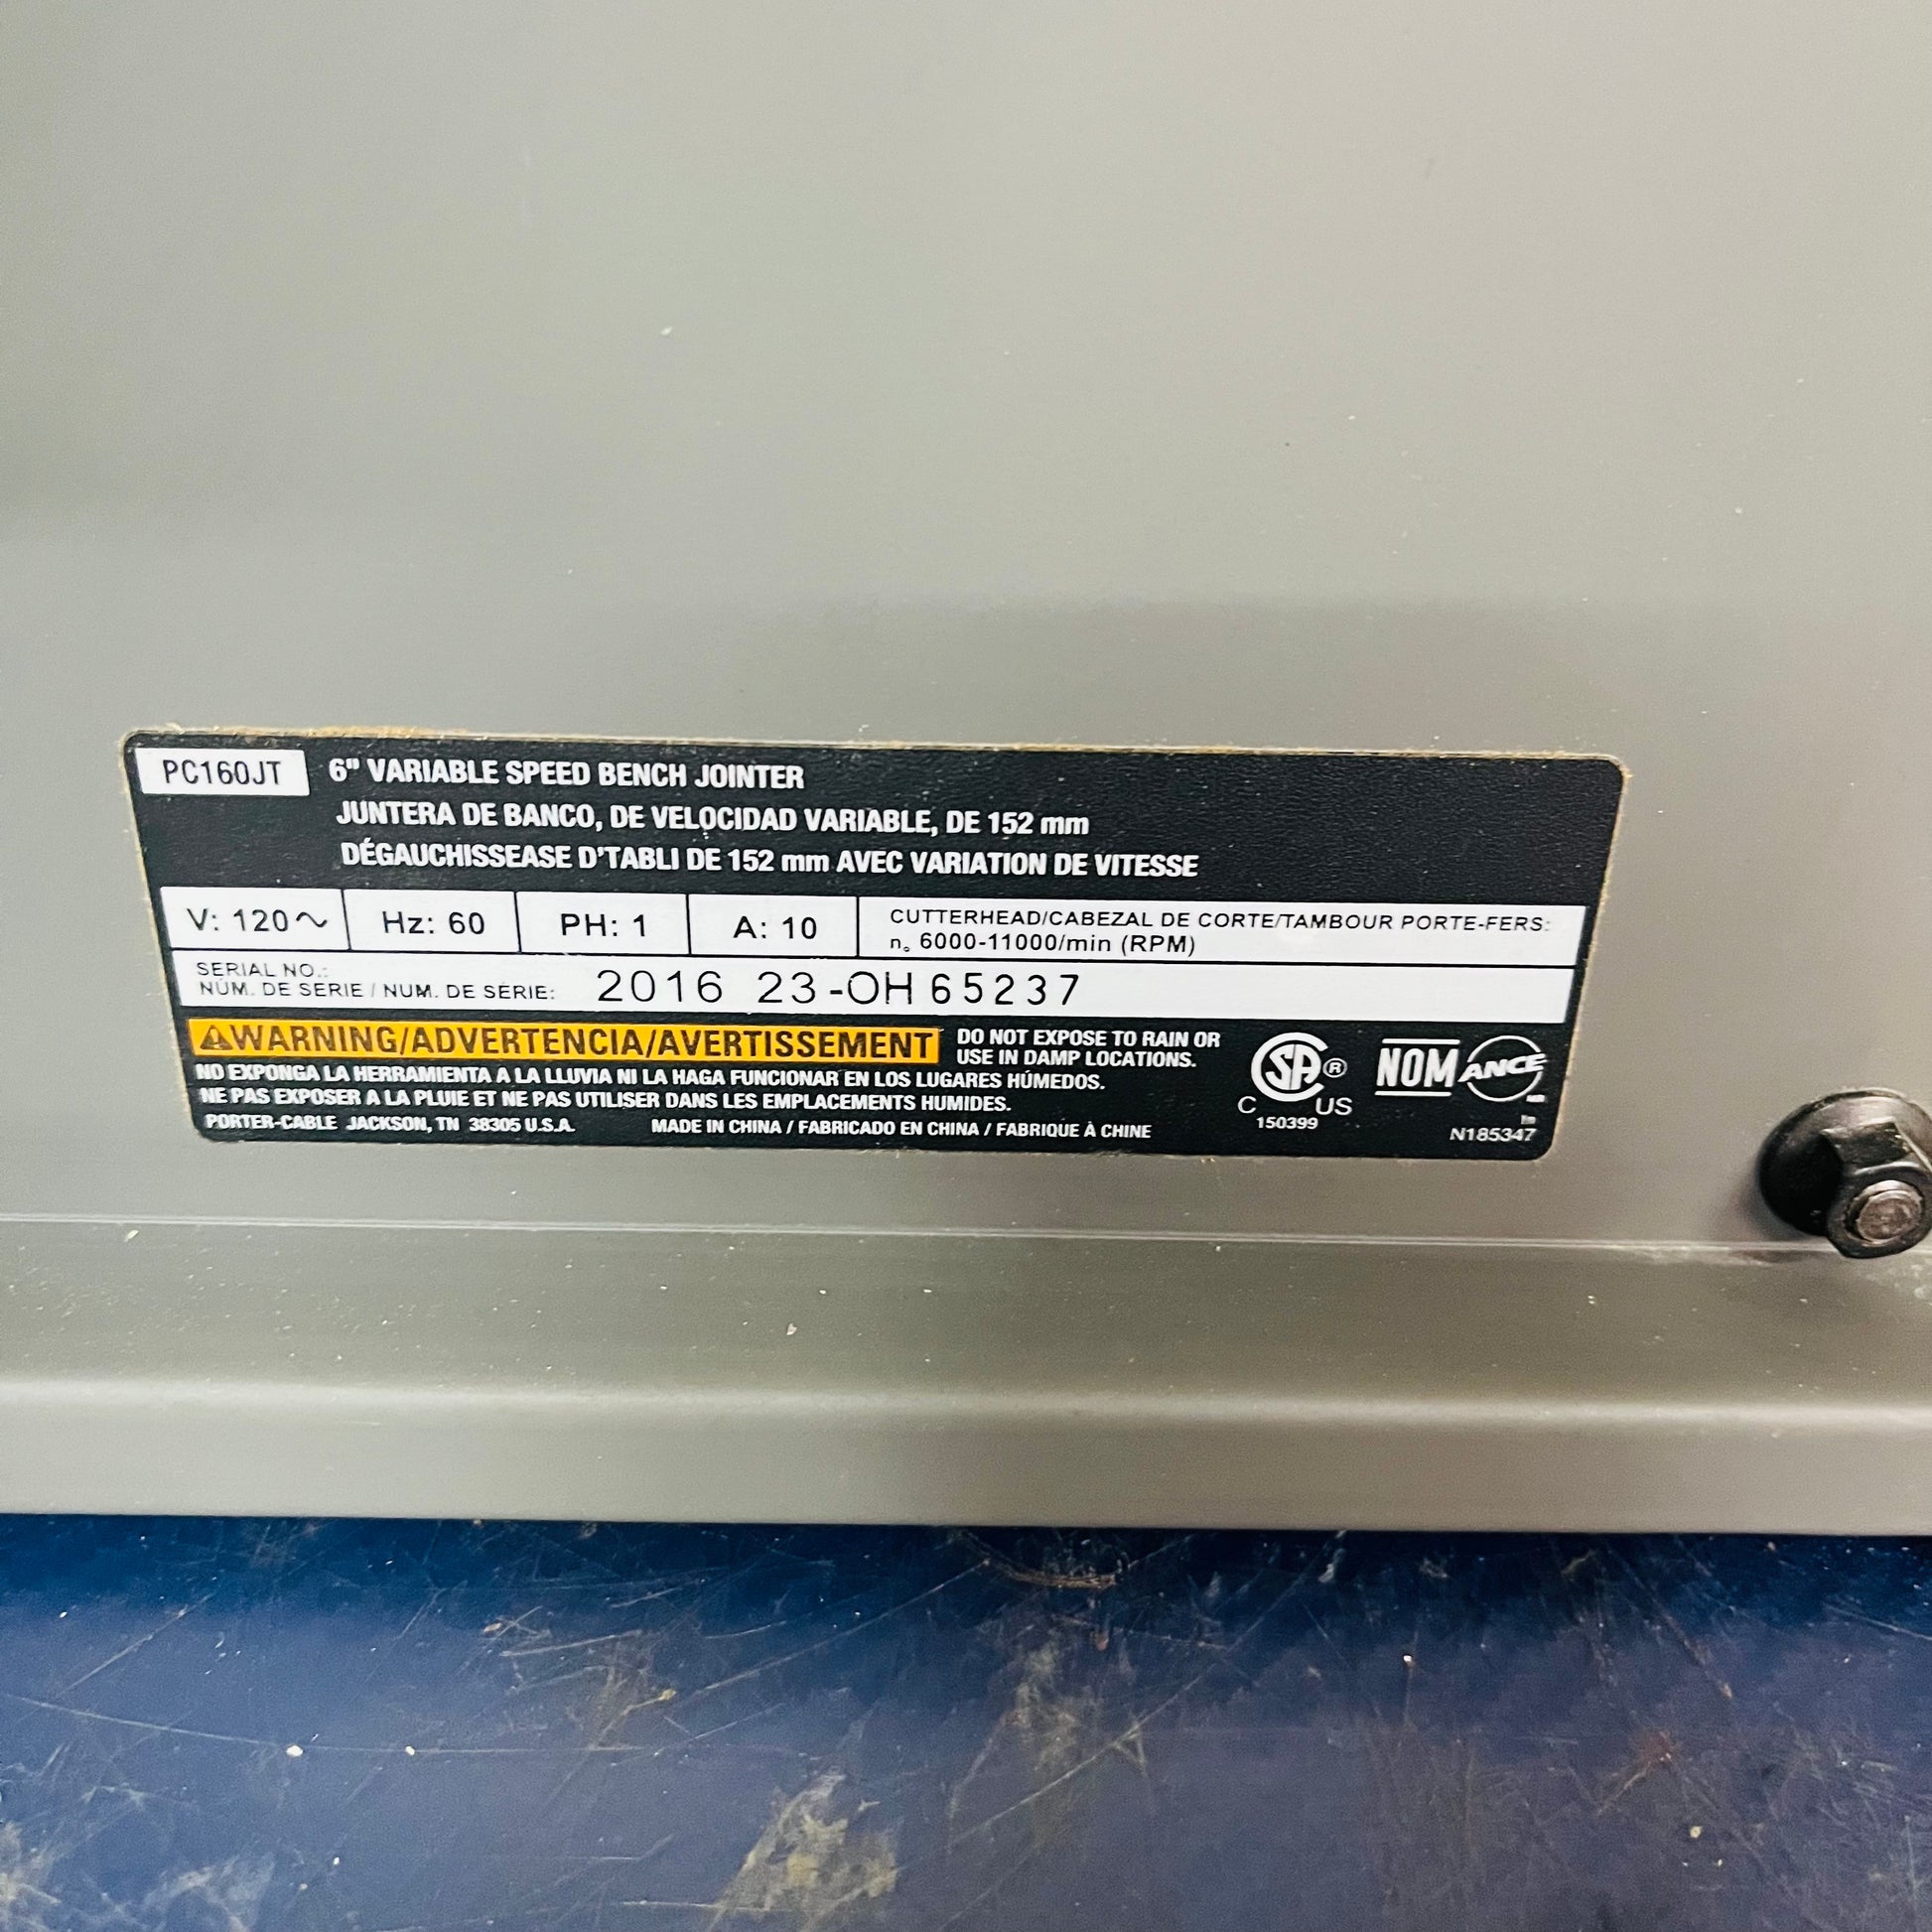 PC160JT 6" VARIABLE SPEED BENCH JOINTER
JUNTERA DE BANCO, DE VELOCIDAD VARIABLE, DE 152 mm
DÉGAUCHISSEASE D'TABLI DE 152 mm AVEC VARIATION DE VITESSE
V: 120~ Hz: 60 PH: 1 A: 10 CUTTERHEAD/CABEZAL DE CORTE/TAMBOUR PORTE-FERS:
n。 6000-11000/min (RPM)
SERIAL NO.:
NÚM. DE SERIE / NUM. DE SÉRIE: 2016 23-OH 65237
⚠WARNING/ADVERTENCIA/AVERTISSEMENT DO NOT EXPOSE TO RAIN OR
USE IN DAMP LOCATIONS.
NO EXPONGA LA HERRAMIENTA A LA LLUVIA NI LA HAGA FUNCIONAR EN LOS LUGARES HÚMEDOS.
NE PAS EXPOSER A LA PLUIE ET NE PAS UTILISER DANS LES EMPLACEMENTS HUMIDES.
PORTER-CABLE JACKSON, TN 38305 U.S.A. MADE IN CHINA / FABRICADO EN CHINA / FABRIQUE À CHINE
SA ®
C US
150399
NOM ANCE
N185347